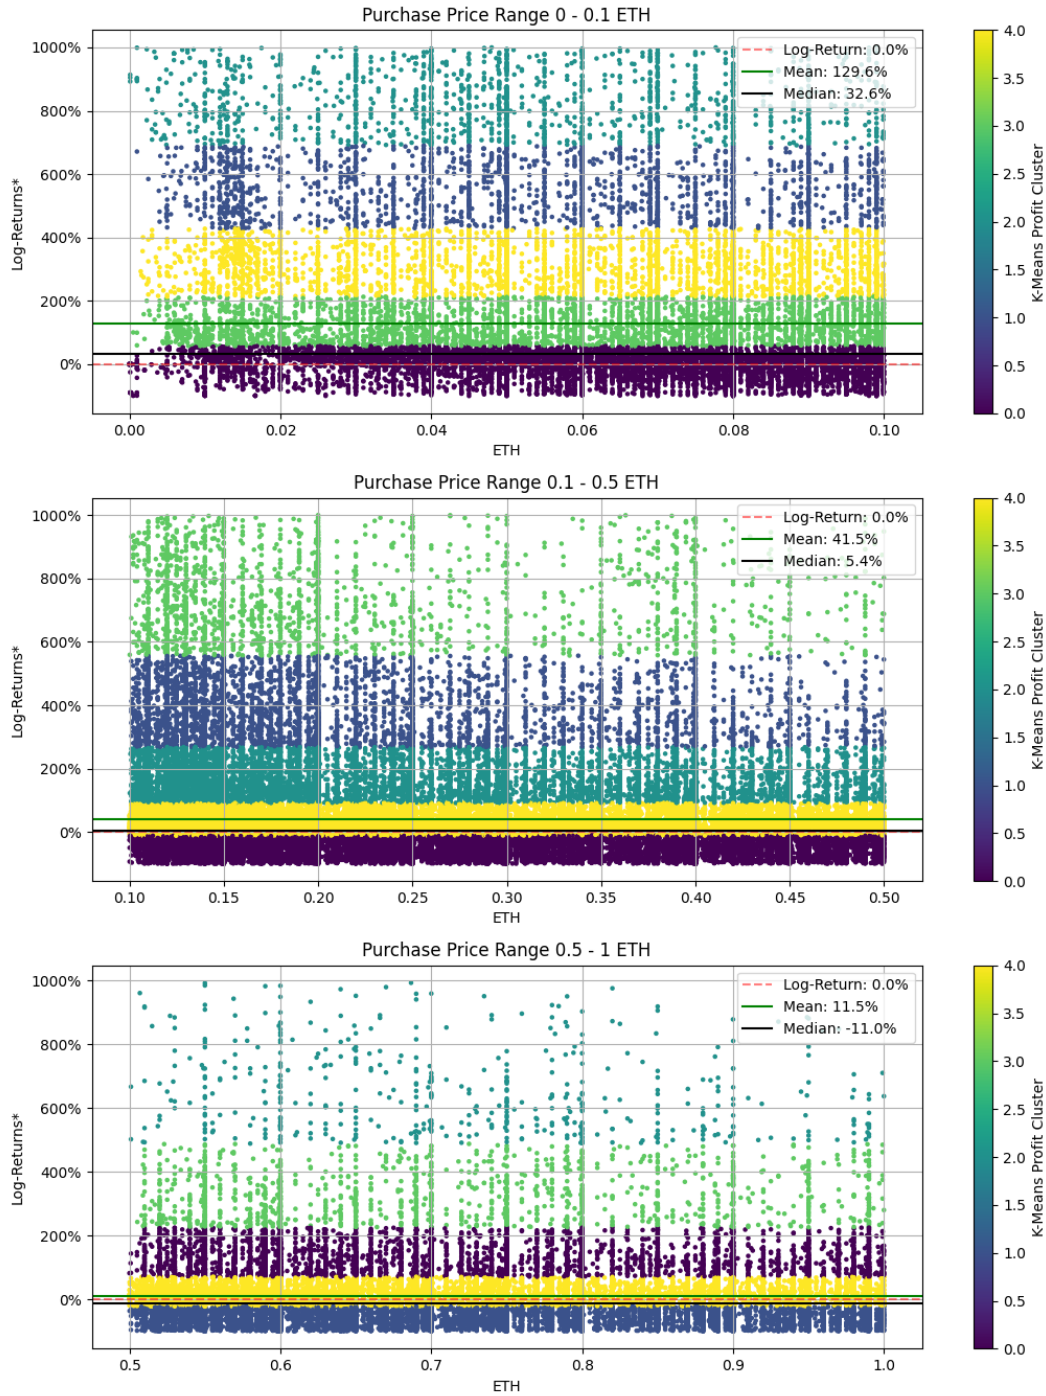 Purchase Price Range 0 - 0.1 ETH
1000%
800%
600%
400%
200%
0%
Log-Returns*
Log-Return: 0.0%
Mean: 129.6%
Median: 32.6%
0.00 0.02 0.04 0.06 0.08 0.10
ETH
4.0
3.5
3.0
2.5
2.0
1.5
1.0
0.5
0.0
K-Means Profit Cluster
Purchase Price Range 0.1 - 0.5 ETH
1000%
800%
600%
400%
200%
0%
Log-Returns*
Log-Return: 0.0%
Mean: 41.5%
Median: 5.4%
0.10 0.15 0.20 0.25 0.30 0.35 0.40 0.45 0.50
ETH
4.0
3.5
3.0
2.5
2.0
1.5
1.0
0.5
0.0
K-Means Profit Cluster
Purchase Price Range 0.5 - 1 ETH
1000%
800%
600%
400%
200%
0%
Log-Returns*
Log-Return: 0.0%
Mean: 11.5%
Median: -11.0%
0.5 0.6 0.7 0.8 0.9 1.0
ETH
4.0
3.5
3.0
2.5
2.0
1.5
1.0
0.5
0.0
K-Means Profit Cluster